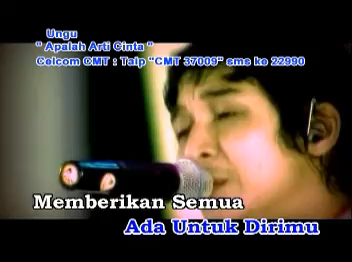 Ungu
" Apalah Arti Cinta "
Celcom CMT : Taip "CMT 37009" sms ke 22990
Memberikan Semua
Ada Untuk Dirimu